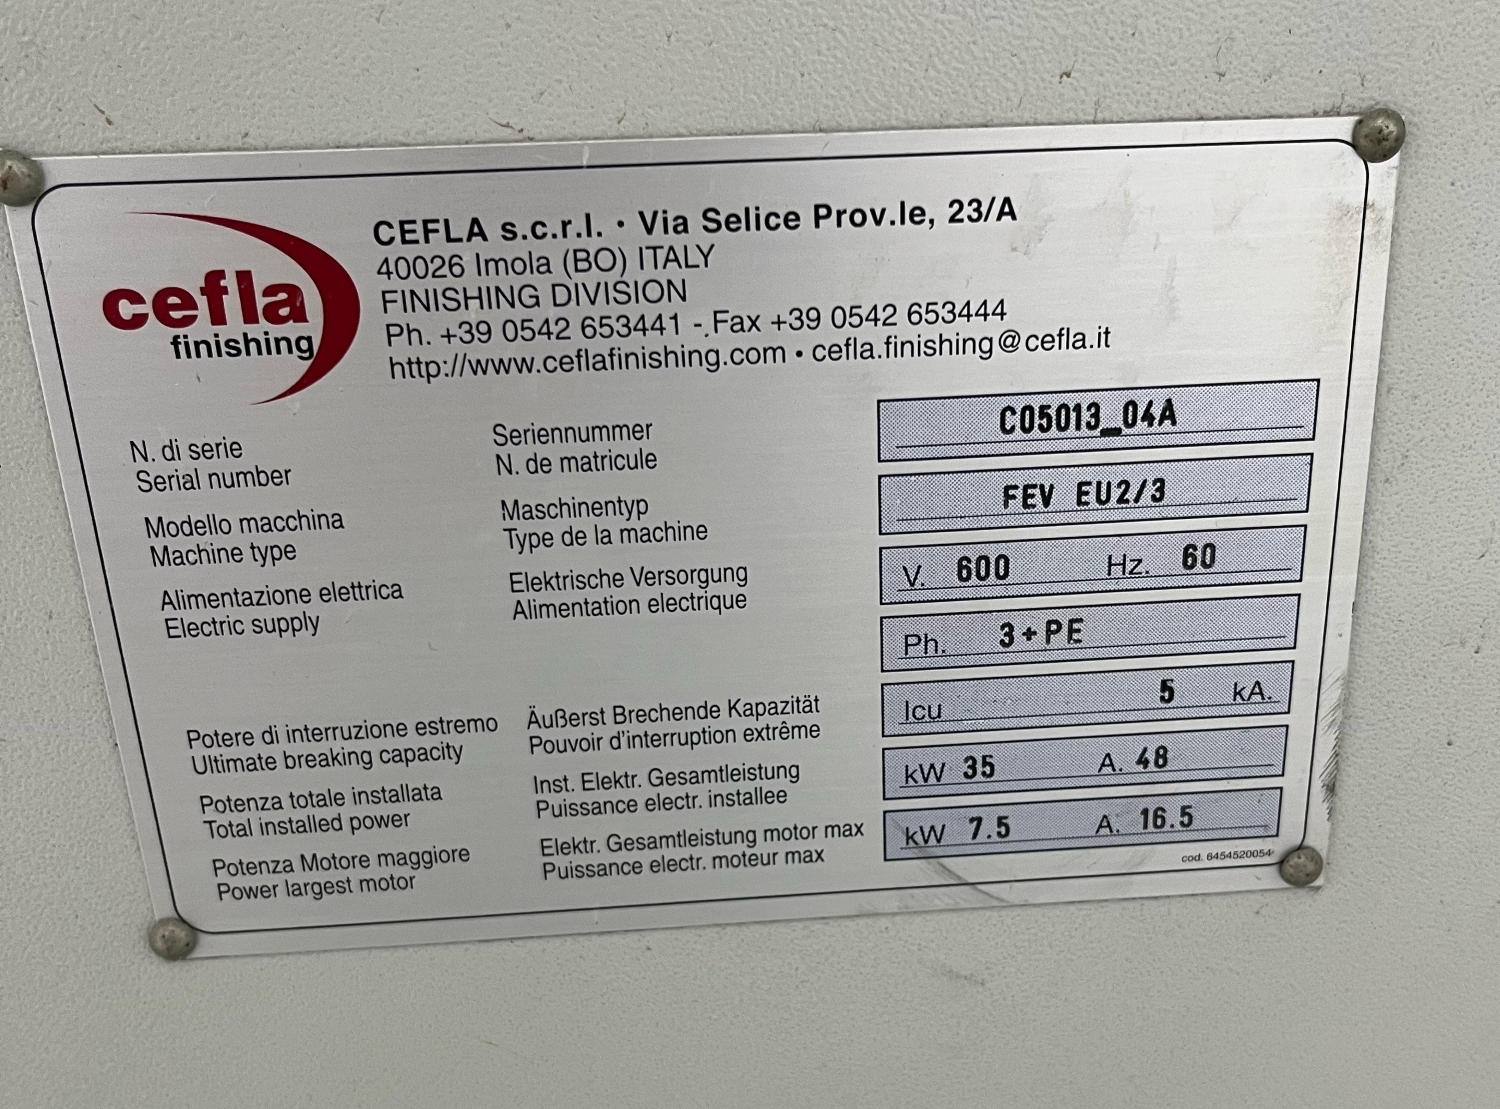 cefla
finishing
CEFLA s.c.r.l. • Via Selice Prov.le, 23/A
40026 Imola (BO) ITALY
FINISHING DIVISION
Ph. +39 0542 653441 - Fax +39 0542 653444
http://www.ceflafinishing.com • cefla.finishing@cefla.it
N. di serie
Serial number
Seriennummer
N. de matricule
C05013_04A
Modello macchina
Machine type
Maschinentyp
Type de la machine
FEV EU2/3
Alimentazione elettrica
Electric supply
Elektrische Versorgung
Alimentation electrique
V. 600 Hz. 60
Ph. 3+PE
Potere di interruzione estremo
Ultimate breaking capacity
Äußerst Brechende Kapazität
Pouvoir d'interruption extrême
Icu 5 kA.
Potenza totale installata
Total installed power
Inst. Elektr. Gesamtleistung
Puissance electr. installee
kW 35 A. 48
Potenza Motore maggiore
Power largest motor
Elektr. Gesamtleistung motor max
Puissance electr. moteur max
kW 7.5 A. 16.5
cod. 6454520054